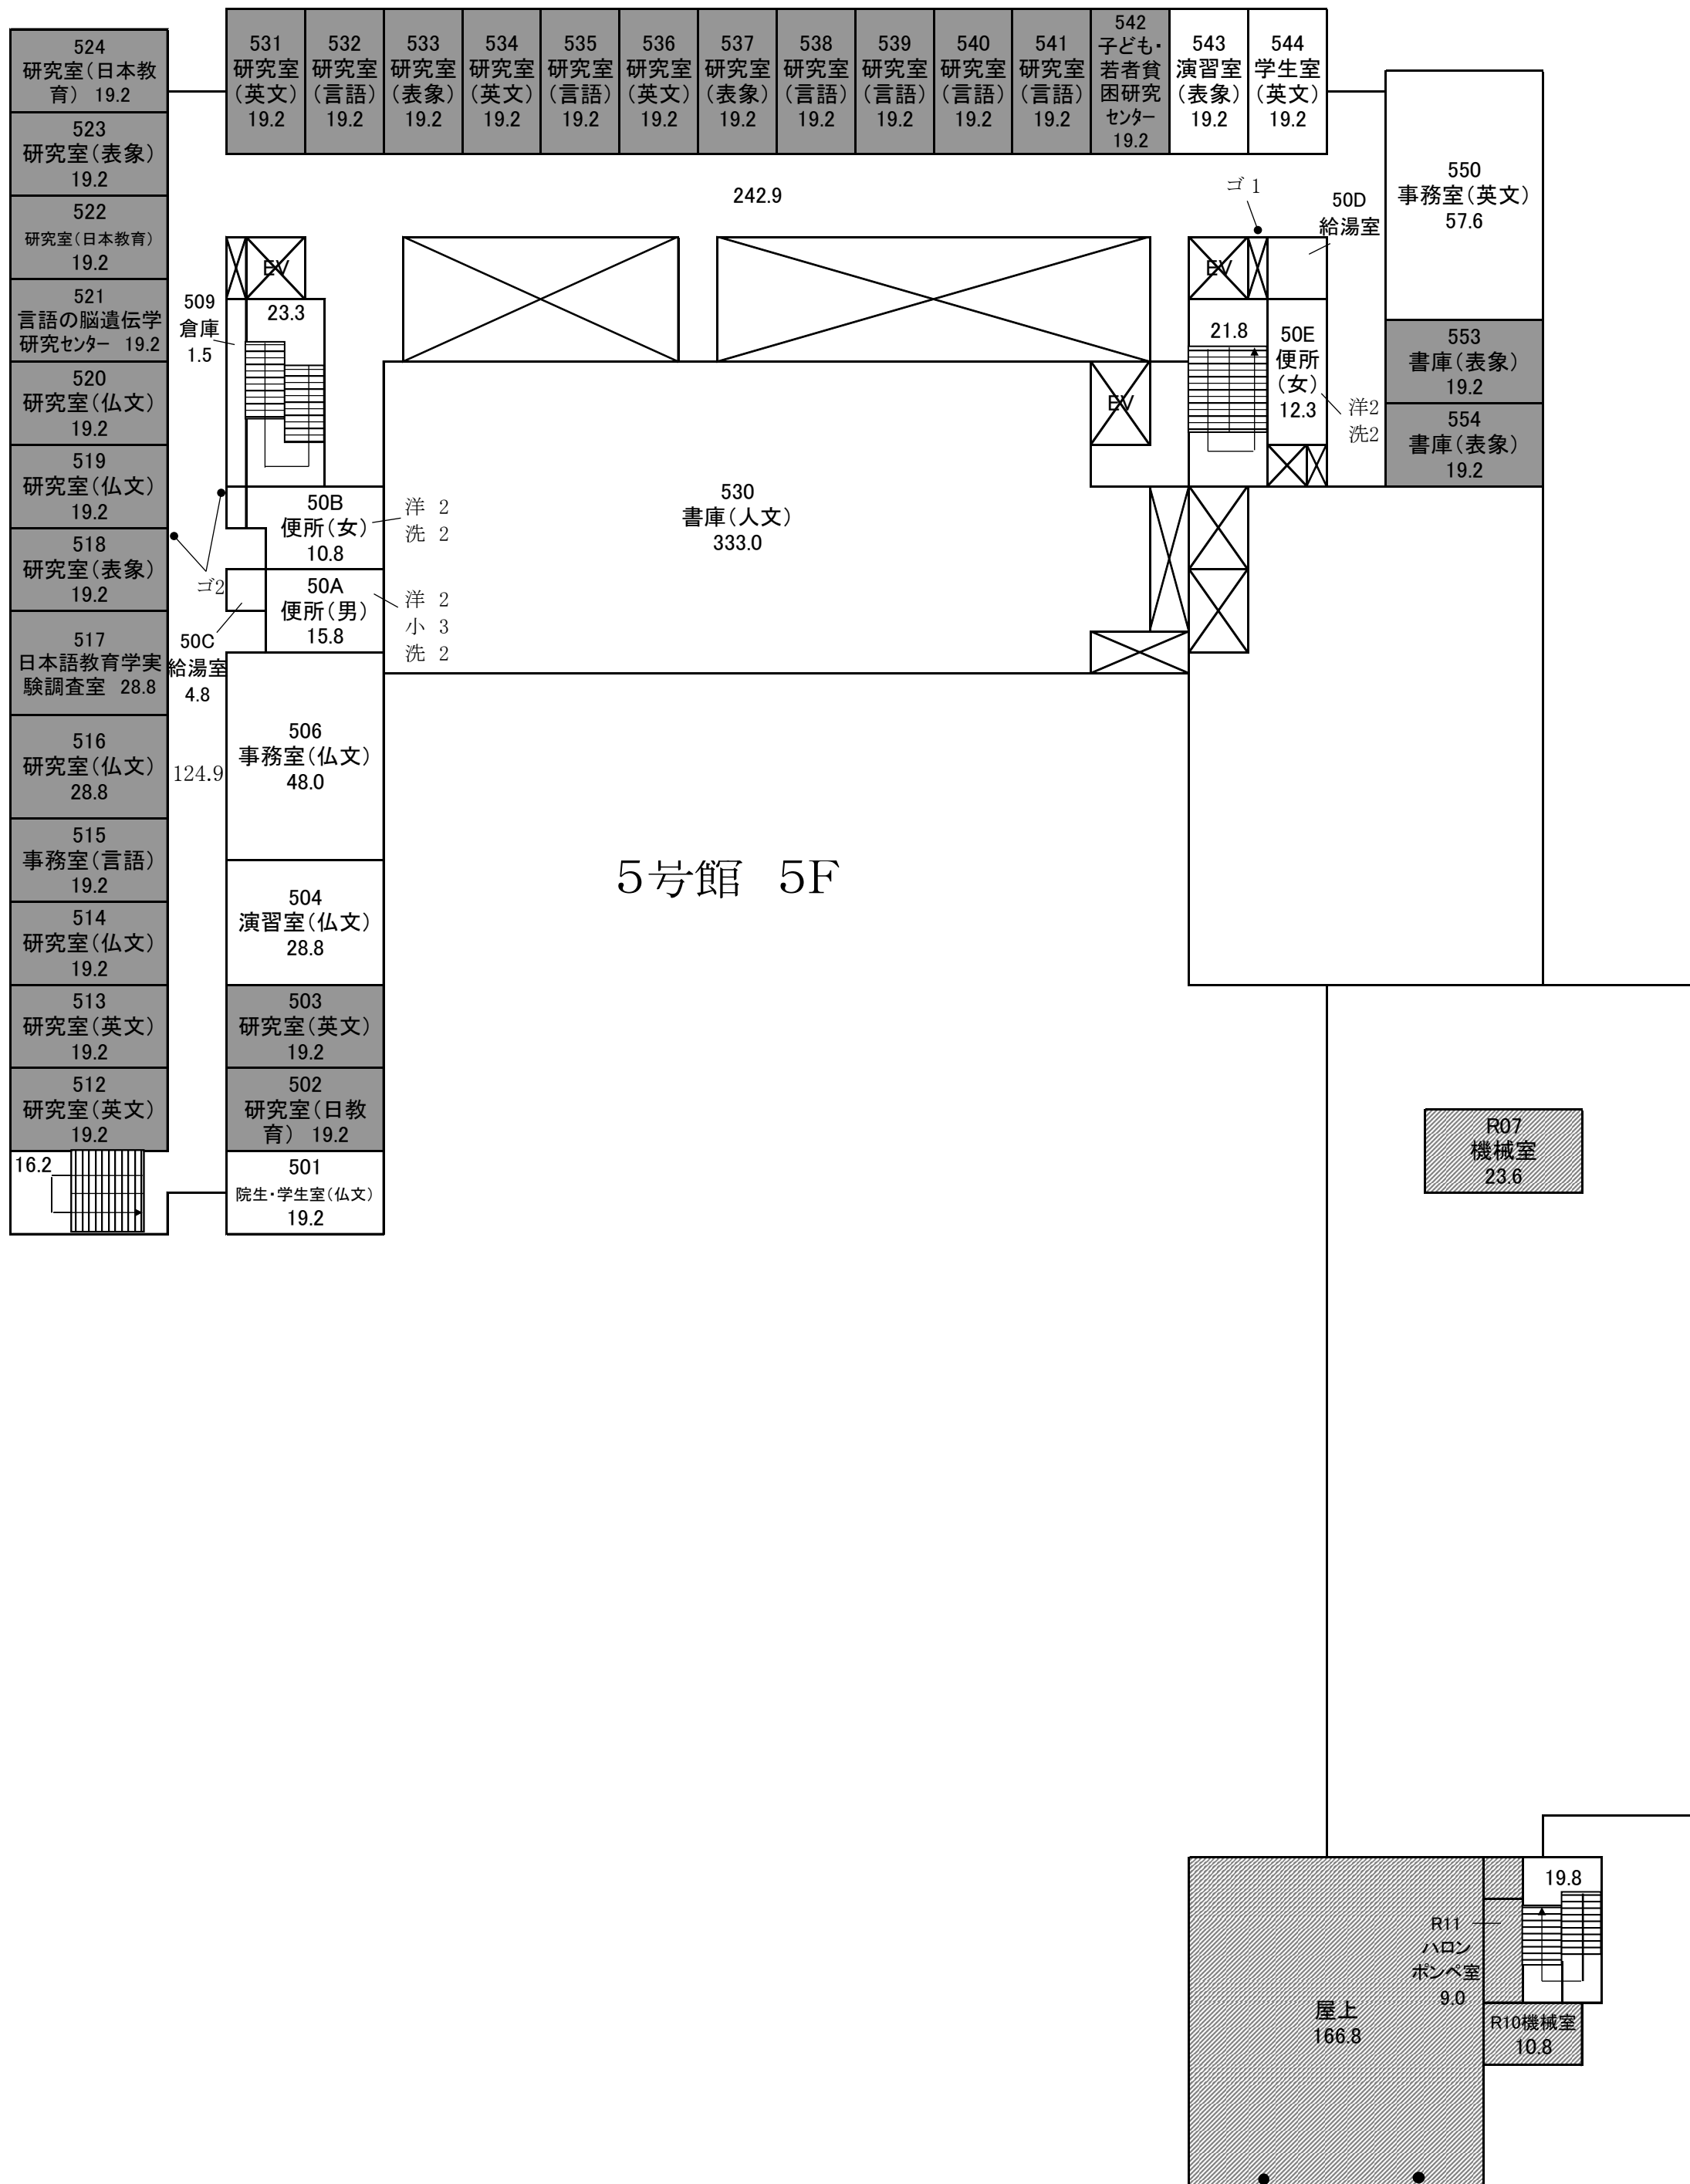 524
研究室(日本教
育) 19.2
523
研究室(表象)
19.2
522
研究室(日本教育)
19.2
521
言語の脳遺伝学
研究センター 19.2
520
研究室(仏文)
19.2
519
研究室(仏文)
19.2
518
研究室(表象)
19.2
517
日本語教育学実
験調査室 28.8
516
研究室(仏文)
28.8
515
事務室(言語)
19.2
514
研究室(仏文)
19.2
513
研究室(英文)
19.2
512
研究室(英文)
19.2
16.2
531
研究室
(英文)
19.2
532
研究室
(言語)
19.2
533
研究室
(表象)
19.2
534
研究室
(英文)
19.2
535
研究室
(言語)
19.2
536
研究室
(英文)
19.2
537
研究室
(表象)
19.2
538
研究室
(言語)
19.2
539
研究室
(言語)
19.2
540
研究室
(言語)
19.2
541
研究室
(言語)
19.2
542
子ども・
若者貧
困研究
センター
19.2
543
演習室
(表象)
19.2
544
学生室
(英文)
19.2
242.9
ゴ 1
50D
給湯室
550
事務室(英文)
57.6
553
書庫(表象)
19.2
554
書庫(表象)
19.2
EV
23.3
509
倉庫
1.5
EV
21.8
50E
便所
(女)
12.3
洋2
洗2
EV
530
書庫(人文)
333.0
50B
便所(女)
10.8
洋 2
洗 2
ゴ2
50A
便所(男)
15.8
洋 2
小 3
洗 2
50C
給湯室
4.8
124.9
506
事務室(仏文)
48.0
504
演習室(仏文)
28.8
503
研究室(英文)
19.2
502
研究室(日教
育) 19.2
501
院生・学生室(仏文)
19.2
5号館 5F
R07
機械室
23.6
19.8
R11
ハロン
ボンベ室
9.0
R10機械室
10.8
屋上
166.8